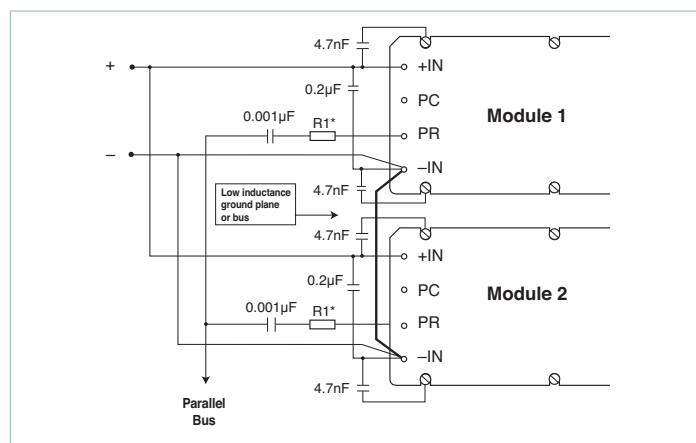 4.7nF
+
+IN
0.2µF
PC
Module 1
0.001µF
R1*
PR
–
–IN
4.7nF
Low inductance
ground plane
or bus
4.7nF
+IN
0.2µF
PC
Module 2
0.001µF
R1*
PR
–IN
4.7nF
Parallel
Bus